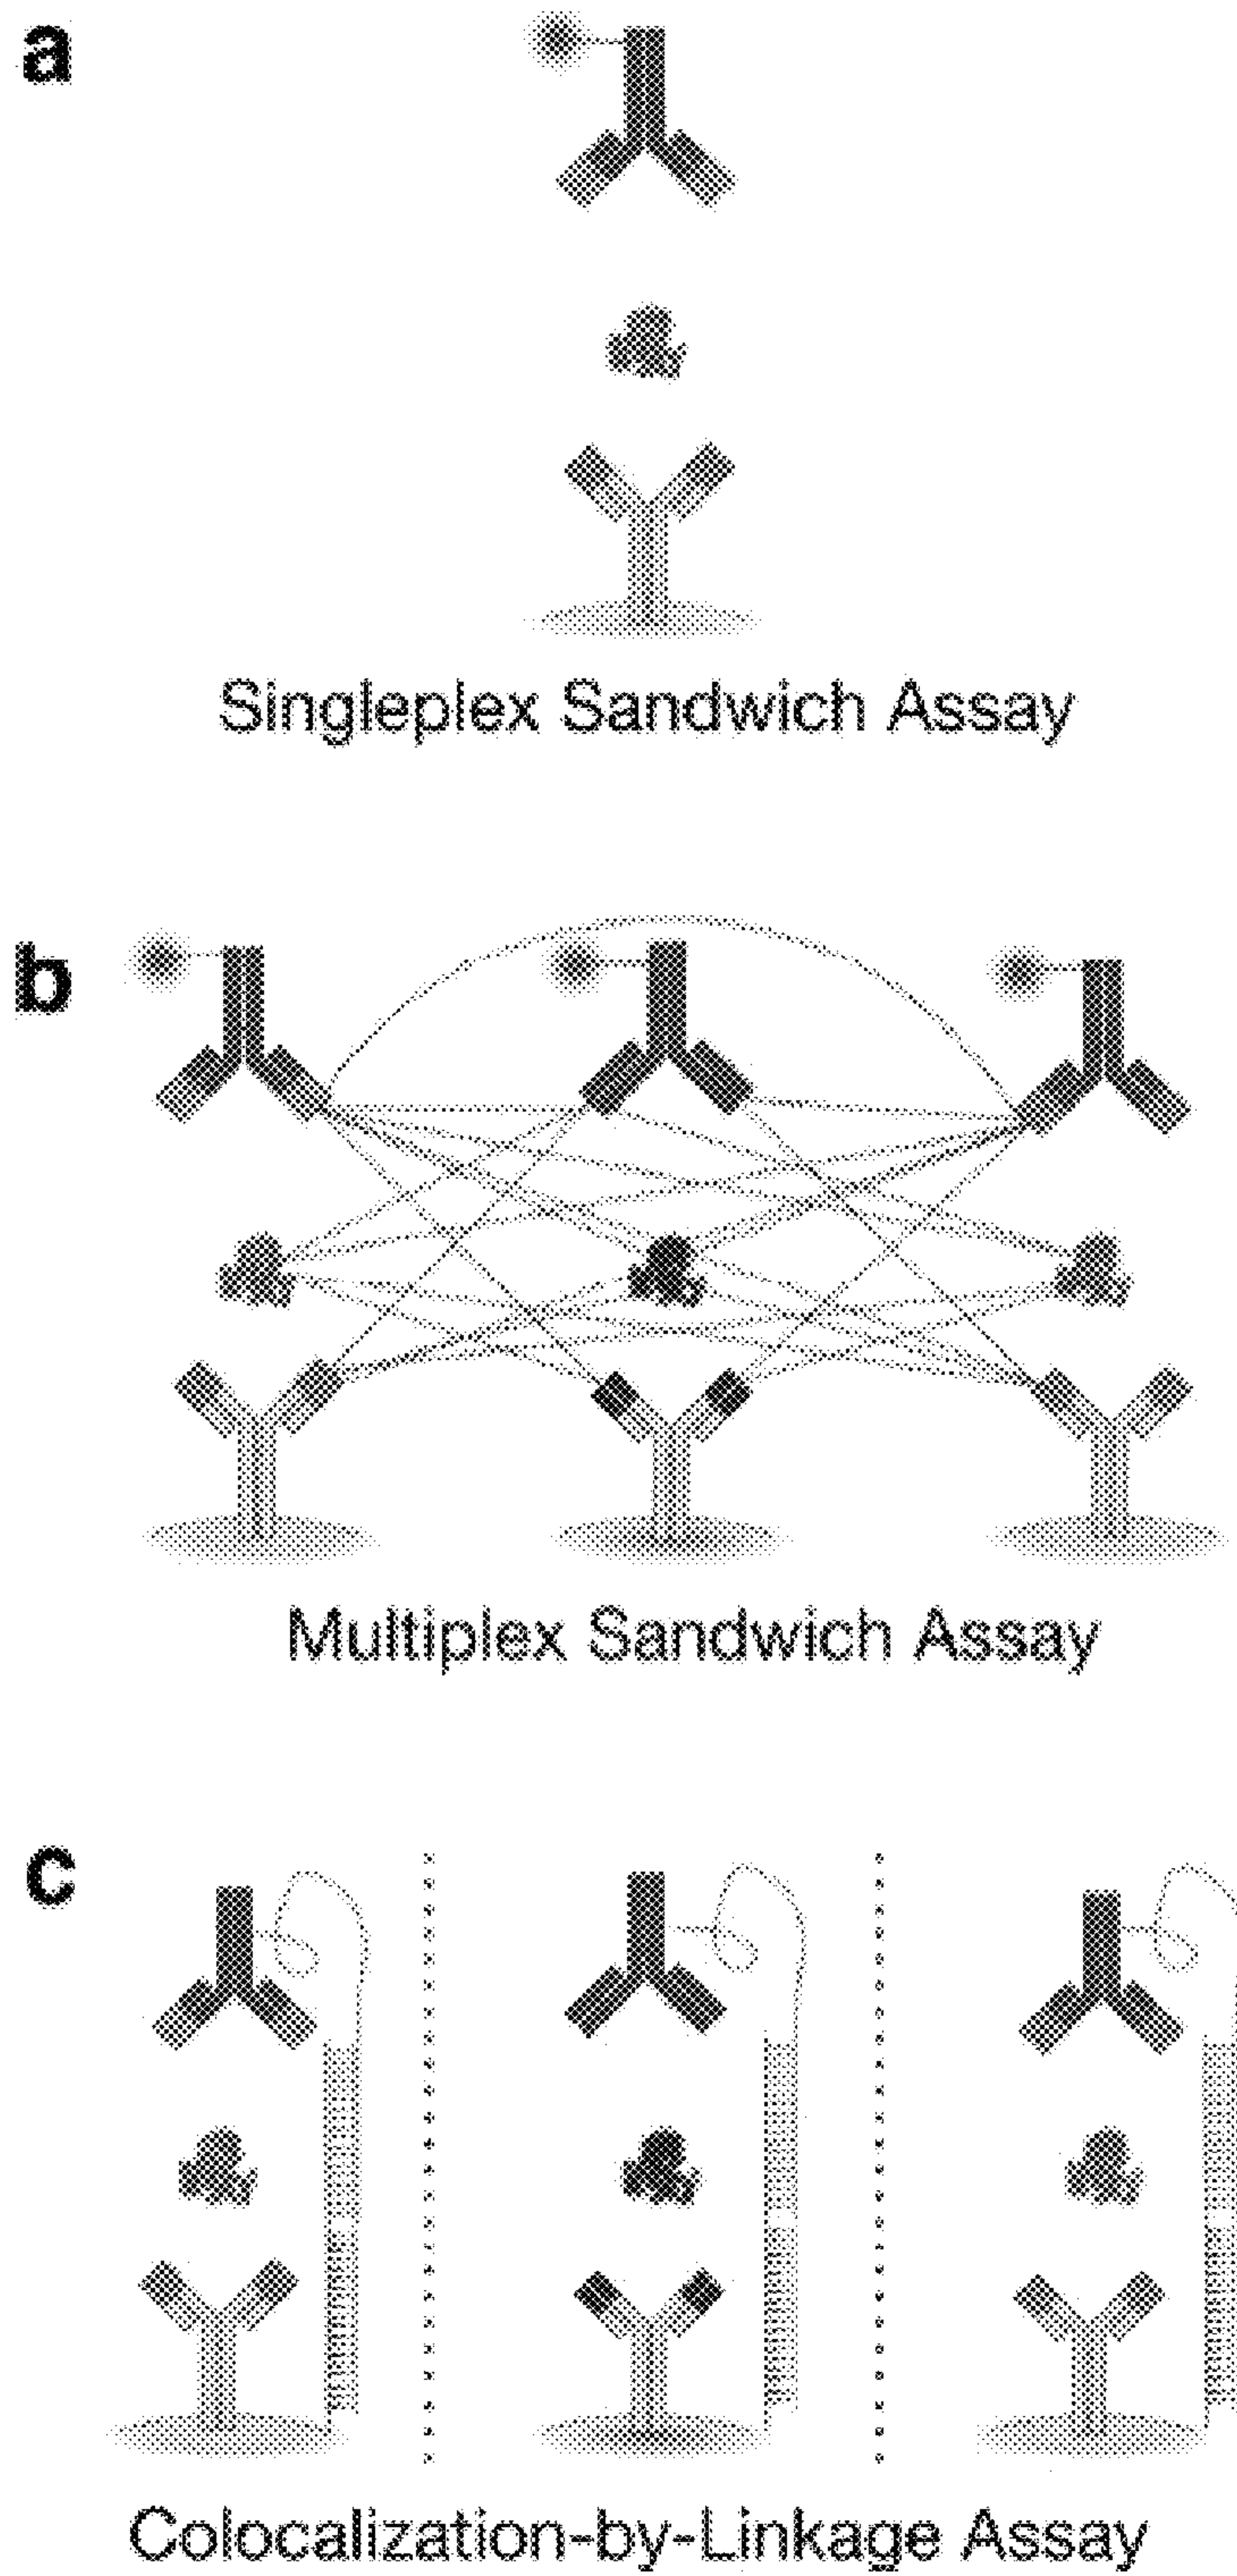 a
Singleplex Sandwich Assay
b
Multiplex Sandwich Assay
c
Colocalization-by-Linkage Assay